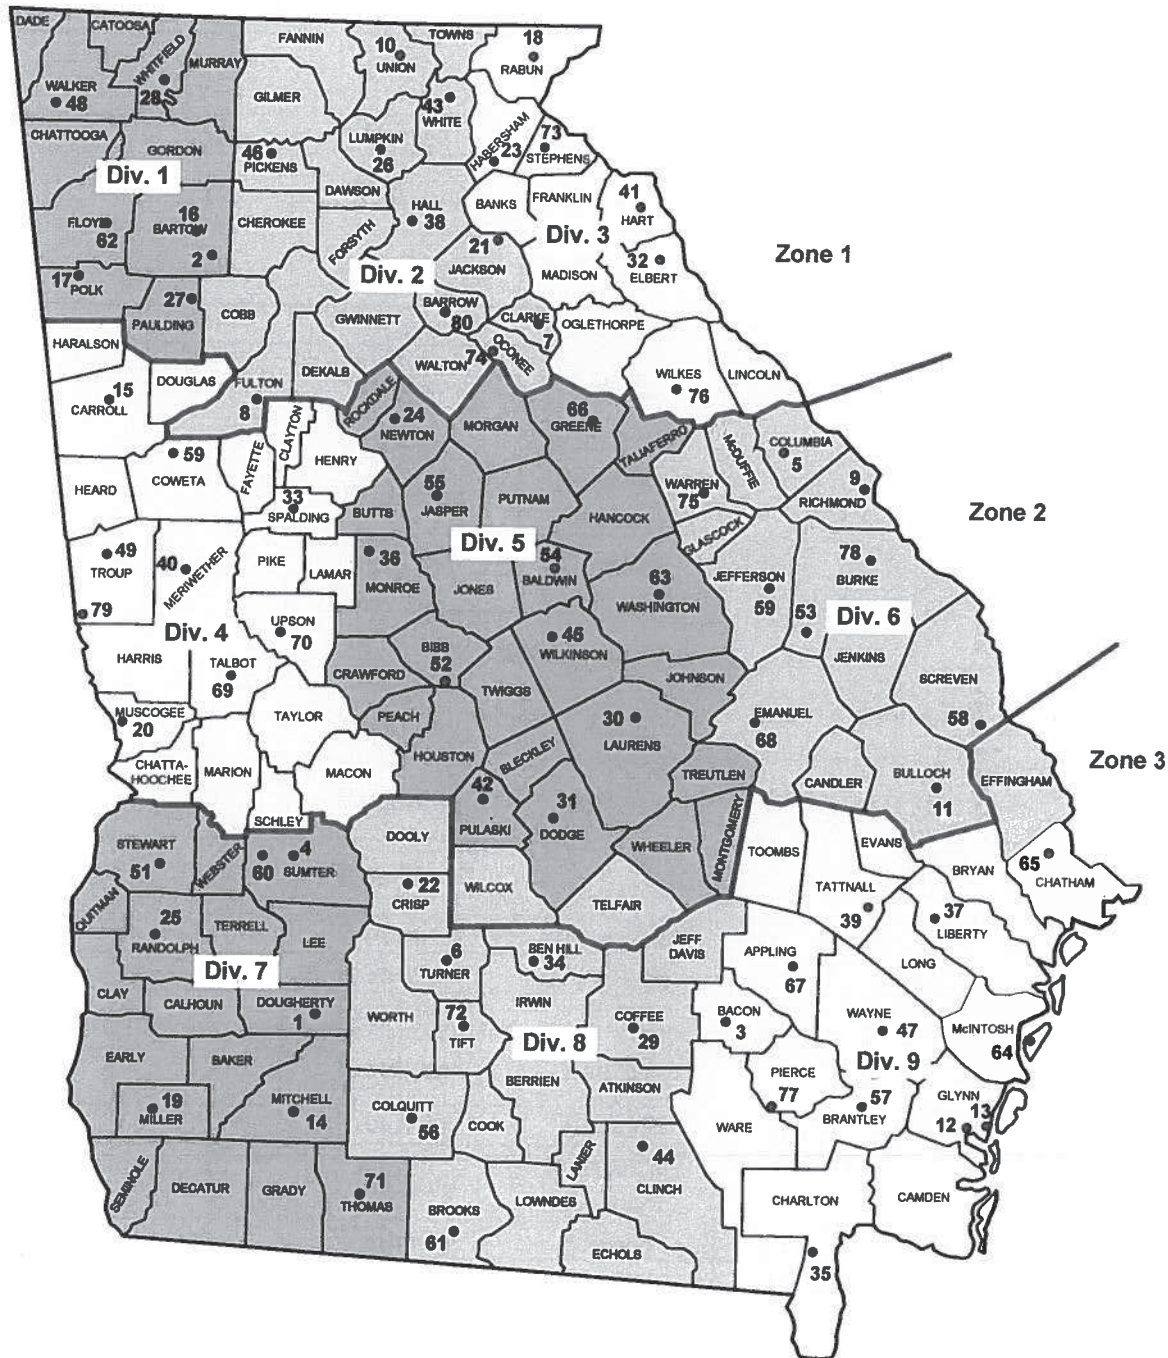 DADE
CATOOSA
WHITFIELD
28
MURRAY
FANNIN
10
UNION
TOWNS
18
RABUN
WALKER
48
GILMER
43
WHITE
HABERSHAM
23
73
STEPHENS
CHATTOOGA
GORDON
46
PICKENS
LUMPKIN
26
Div. 1
DAWSON
BANKS
FRANKLIN
41
HART
FLOYD
62
16
BARTOW
2
CHEROKEE
FORSYTH
HALL
38
Div. 3
21
JACKSON
MADISON
32
ELBERT
Zone 1
17
POLK
27
PAULDING
COBB
Div. 2
GWINNETT
BARROW
80
CLARKE
7
OGLETHORPE
HARALSON
DOUGLAS
FULTON
8
DEKALB
WALTON
74
OCONEE
WILKES
76
LINCOLN
15
CARROLL
CLAYTON
ROCKDALE
24
NEWTON
MORGAN
66
GREENE
TALIAFERRO
McDUFFIE
COLUMBIA
5
59
COWETA
FAYETTE
HENRY
HEARD
33
SPALDING
BUTTS
55
JASPER
PUTNAM
HANCOCK
WARREN
75
9
RICHMOND
Zone 2
GLASCOCK
49
TROUP
79
40
MERIWETHER
PIKE
LAMAR
36
MONROE
Div. 5
JONES
54
BALDWIN
63
WASHINGTON
JEFFERSON
59
78
BURKE
53
Div. 6
Div. 4
UPSON
70
HARRIS
TALBOT
69
BIBB
52
CRAWFORD
TWIGGS
45
WILKINSON
JOHNSON
JENKINS
SCREVEN
58
MUSCOGEE
20
TAYLOR
PEACH
HOUSTON
BLECKLEY
30
LAURENS
EMANUEL
68
CHATTA-
HOOCHEE
MARION
MACON
TREUTLEN
CANDLER
BULLOCH
11
EFFINGHAM
Zone 3
SCHLEY
42
PULASKI
31
DODGE
WHEELER
MONTGOMERY
STEWART
51
WEBSTER
60
4
SUMTER
DOOLY
TOOMBS
EVANS
BRYAN
65
CHATHAM
QUITMAN
22
CRISP
WILCOX
TELFAIR
TATTNALL
39
37
LIBERTY
25
RANDOLPH
TERRELL
LEE
JEFF
DAVIS
APPLING
67
LONG
Div. 7
6
TURNER
BEN HILL
34
CLAY
CALHOUN
DOUGHERTY
1
WORTH
72
TIFT
IRWIN
COFFEE
29
BACON
3
WAYNE
47
McINTOSH
64
Div. 8
Div. 9
EARLY
BAKER
BERRIEN
ATKINSON
PIERCE
77
57
BRANTLEY
GLYNN
12
13
19
MILLER
MITCHELL
14
COLQUITT
56
COOK
WARE
LANIER
44
CLINCH
SEMINOLE
DECATUR
GRADY
71
THOMAS
BROOKS
61
LOWNDES
ECHOLS
CHARLTON
35
CAMDEN